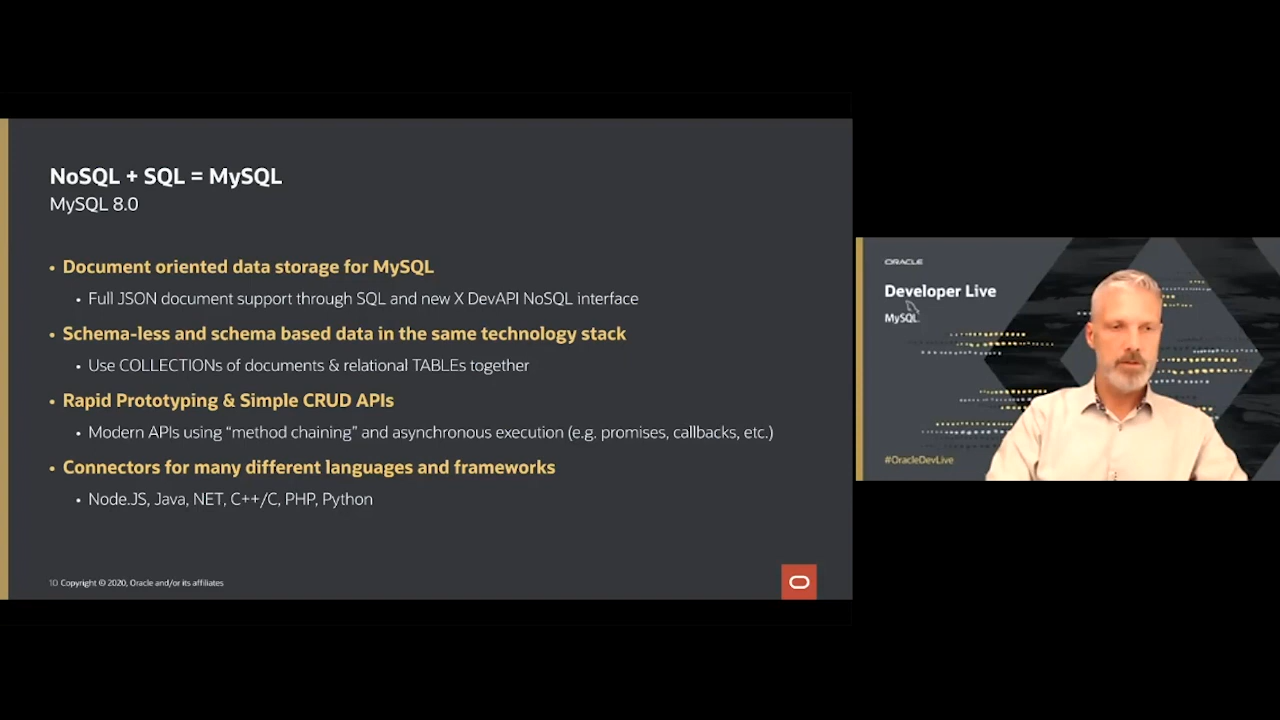 NoSQL + SQL = MySQL
MySQL 8.0
• Document oriented data storage for MySQL
• Full JSON document support through SQL and new X DevAPI NoSQL interface
• Schema-less and schema based data in the same technology stack
• Use COLLECTIONs of documents & relational TABLEs together
• Rapid Prototyping & Simple CRUD APIs
• Modern APIs using “method chaining” and asynchronous execution (e.g. promises, callbacks, etc.)
• Connectors for many different languages and frameworks
• Node.JS, Java, NET, C++/C, PHP, Python
10 Copyright © 2020, Oracle and/or its affiliates
ORACLE
Developer Live
MySQL
#OracleDevLive